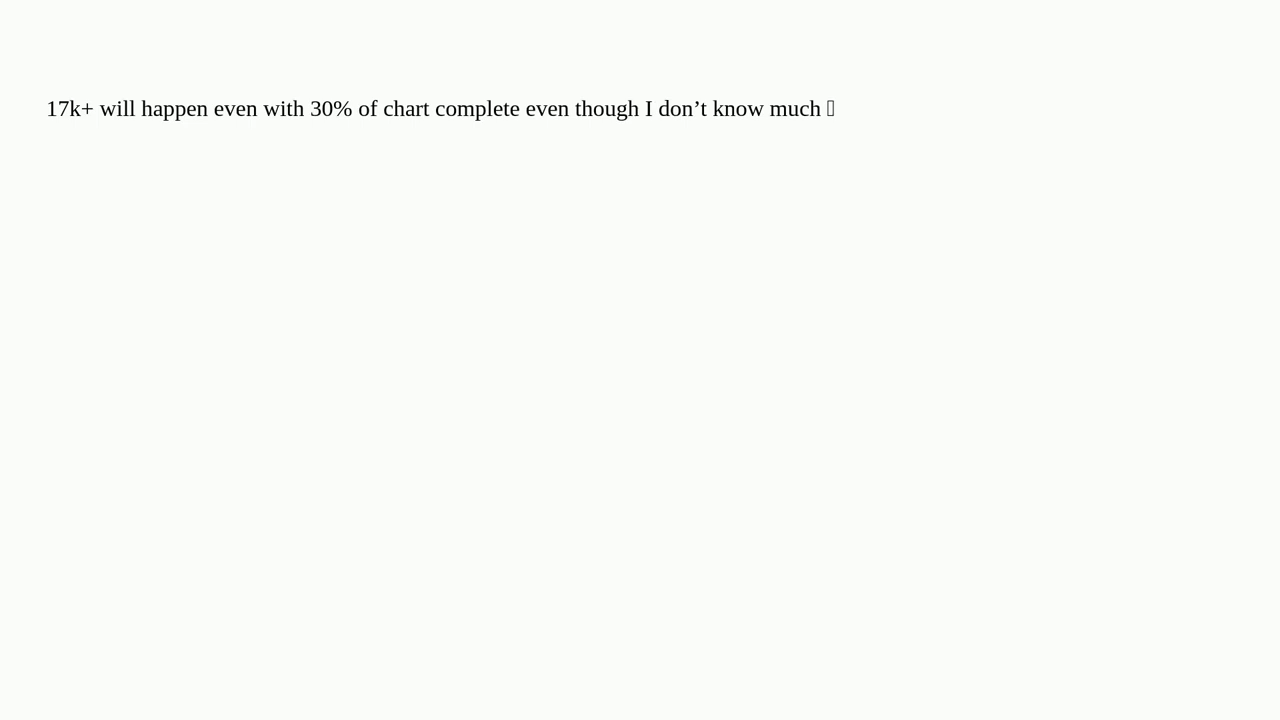 17k+ will happen even with 30% of chart complete even though I don’t know much